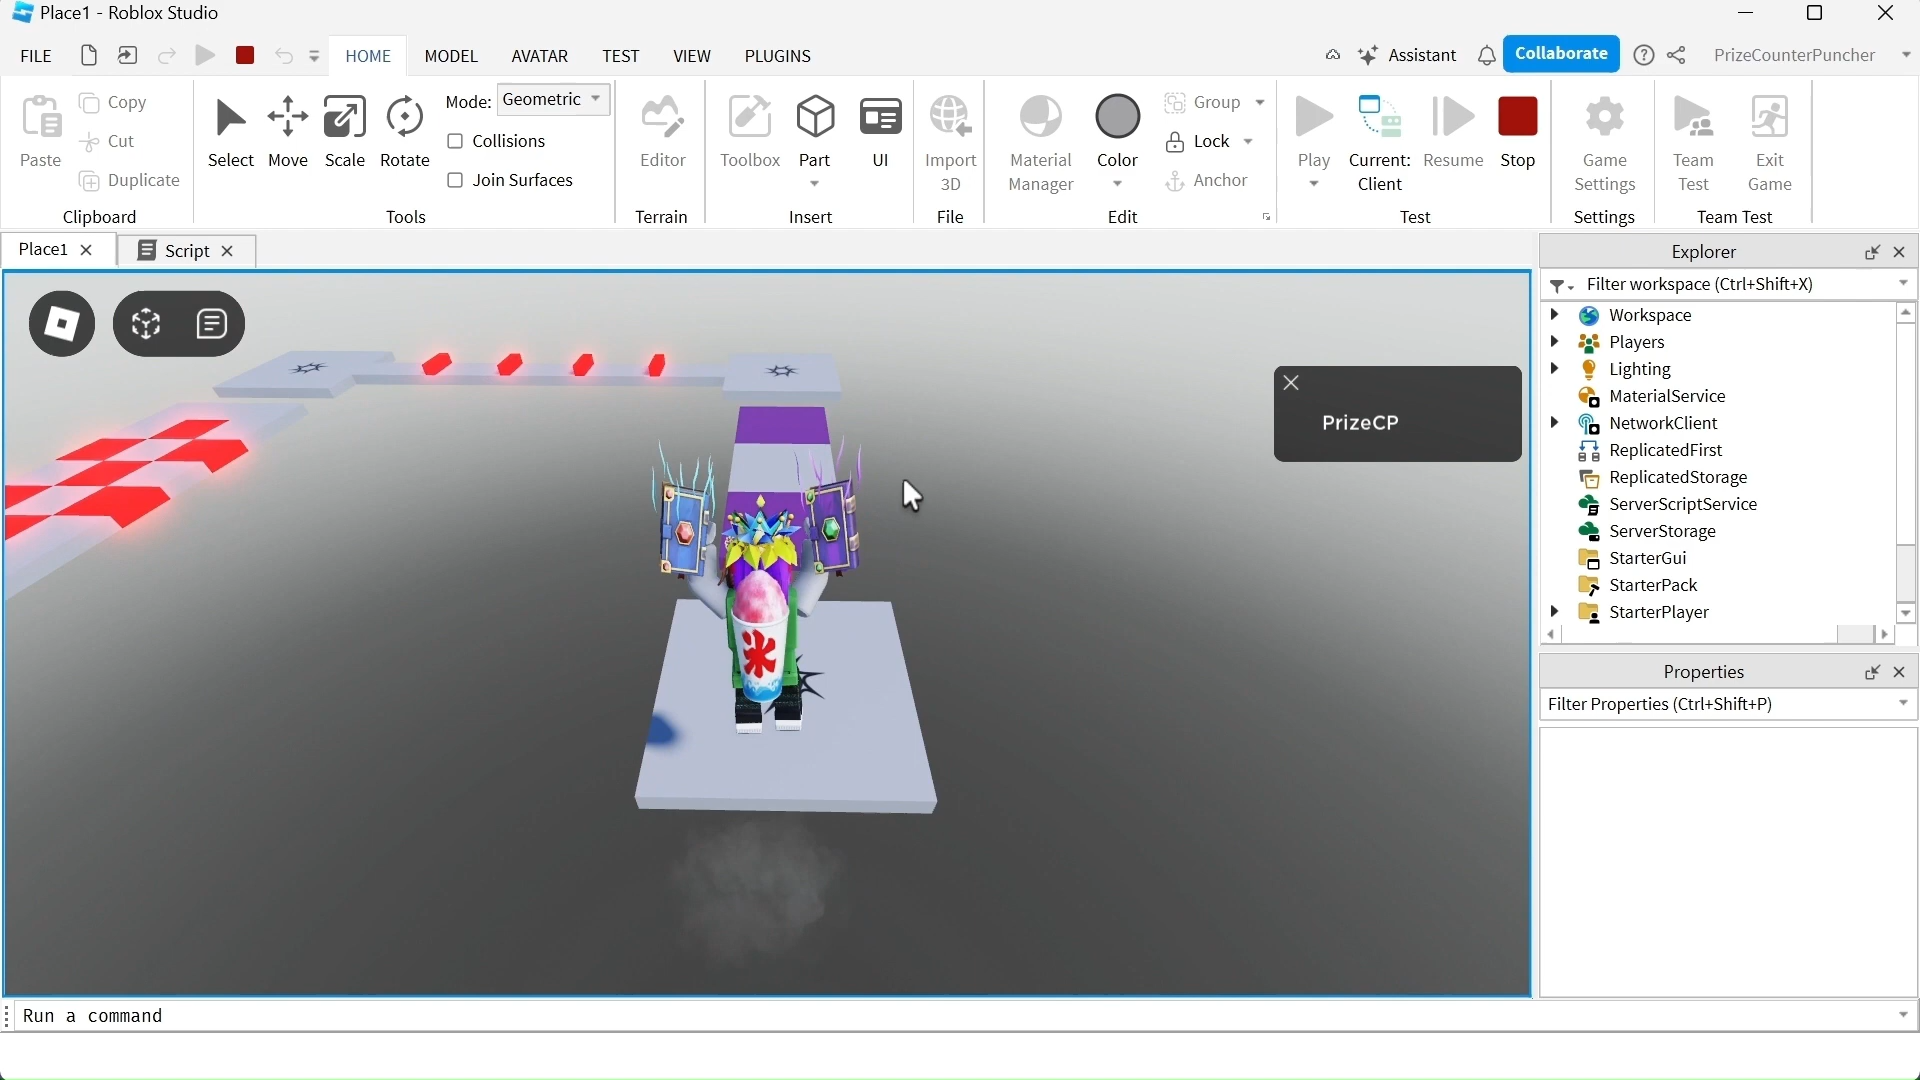 Place1 - Roblox Studio
FILE HOME MODEL AVATAR TEST VIEW PLUGINS Assistant Collaborate PrizeCounterPuncher
Paste
Copy
Cut
Duplicate
Clipboard
Select
Move
Scale
Rotate
Mode: Geometric
Collisions
Join Surfaces
Tools
Editor
Terrain
Toolbox
Part
UI
Insert
Import
3D
File
Material
Manager
Color
Group
Lock
Anchor
Edit
Play
Current:
Client
Resume
Stop
Test
Game
Settings
Settings
Team
Test
Exit
Game
Team Test
Place1
Script
PrizeCP
氷
Explorer
Filter workspace (Ctrl+Shift+X)
Workspace
Players
Lighting
MaterialService
NetworkClient
ReplicatedFirst
ReplicatedStorage
ServerScriptService
ServerStorage
StarterGui
StarterPack
StarterPlayer
Properties
Filter Properties (Ctrl+Shift+P)
Run a command